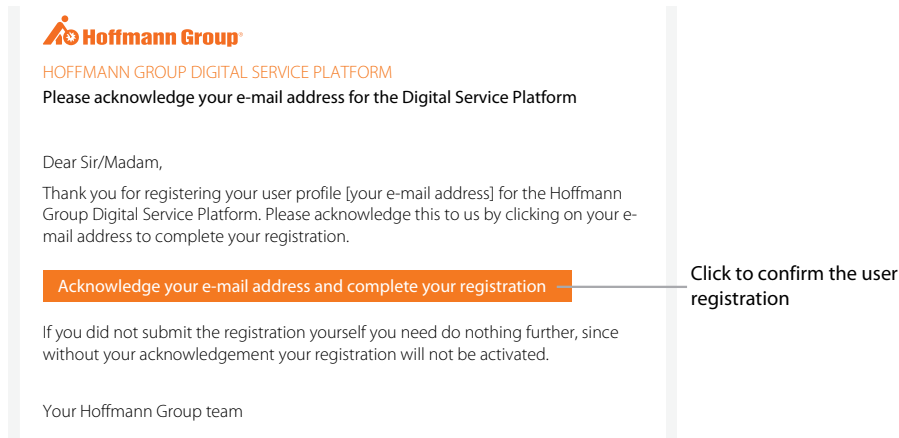 Hoffmann Group
HOFFMANN GROUP DIGITAL SERVICE PLATFORM
Please acknowledge your e-mail address for the Digital Service Platform
Dear Sir/Madam,
Thank you for registering your user profile [your e-mail address] for the Hoffmann
Group Digital Service Platform. Please acknowledge this to us by clicking on your e-
mail address to complete your registration.
Acknowledge your e-mail address and complete your registration
Click to confirm the user
registration
If you did not submit the registration yourself you need do nothing further, since
without your acknowledgement your registration will not be activated.
Your Hoffmann Group team